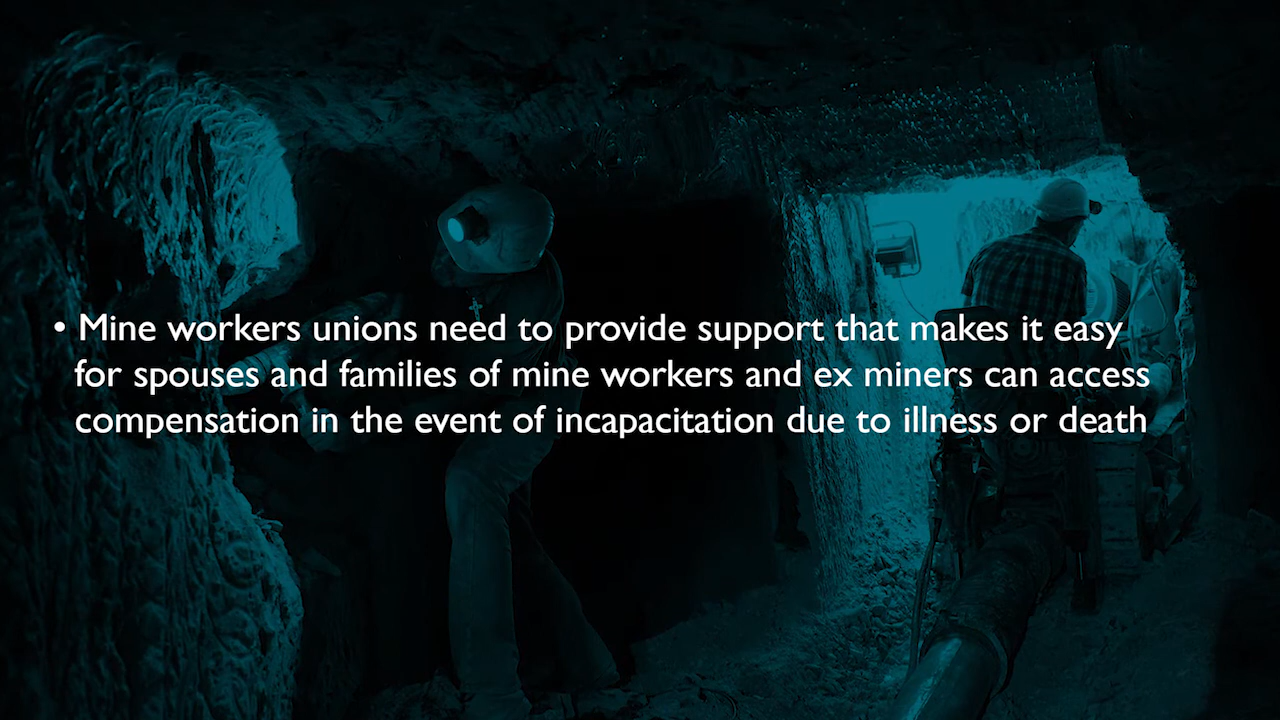 • Mine workers unions need to provide support that makes it easy
for spouses and families of mine workers and ex miners can access
compensation in the event of incapacitation due to illness or death